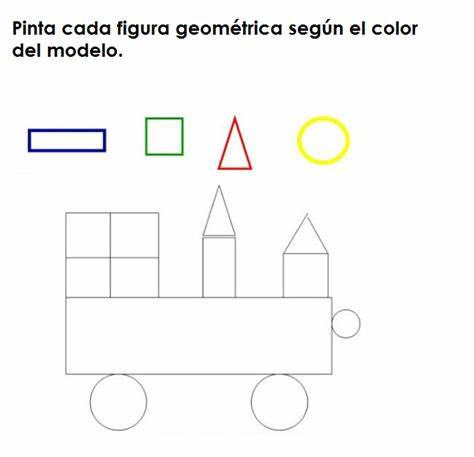 Pinta cada figura geométrica según el color
del modelo.